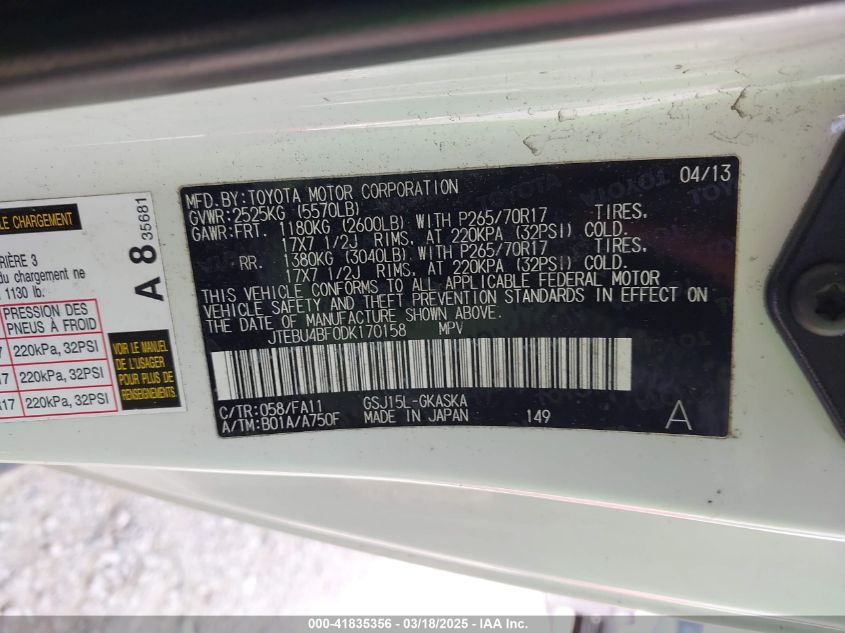 LE CHARGEMENT
RIÈRE 3
du chargement ne
1130 lb.
PRESSION DES
PNEUS À FROID
220kPa, 32PSI
220kPa, 32PSI
R17 220kPa, 32PSI
A 8 35681
VOIR LE MANUEL
DE L'USAGER
POUR PLUS DE
RENSEIGNEMENTS.
MFD.BY:TOYOTA MOTOR CORPORATION 04/13
GVWR:2525KG (5570LB)
GAWR:FRT. 1180KG (2600LB) WITH P265/70R17 TIRES,
17X7 1/2J RIMS, AT 220KPA (32PSI) COLD.
RR. 1380KG (3040LB) WITH P265/70R17 TIRES,
17X7 1/2J RIMS, AT 220KPA (32PSI) COLD.
THIS VEHICLE CONFORMS TO ALL APPLICABLE FEDERAL MOTOR
VEHICLE SAFETY AND THEFT PREVENTION STANDARDS IN EFFECT ON
THE DATE OF MANUFACTURE SHOWN ABOVE.
JTEBU4BF0DK170158 MPV
C/TR:058/FA11 GSJ15L-GKASKA
A/TM:B01A/A750F MADE IN JAPAN 149 A
000-41835356 | 03/18/2025 - IAA Inc.